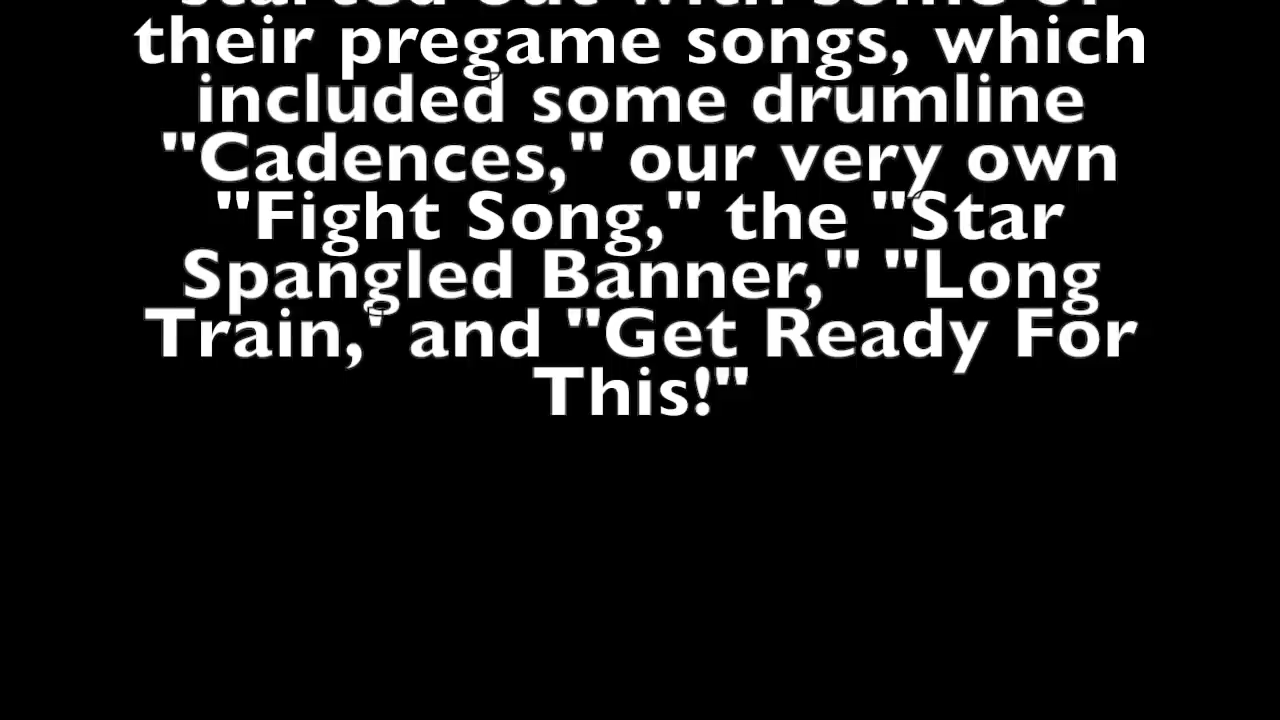 started out with some of
their pregame songs, which
included some drumline
"Cadences," our very own
"Fight Song," the "Star
Spangled Banner," "Long
Train,' and "Get Ready For
This!"